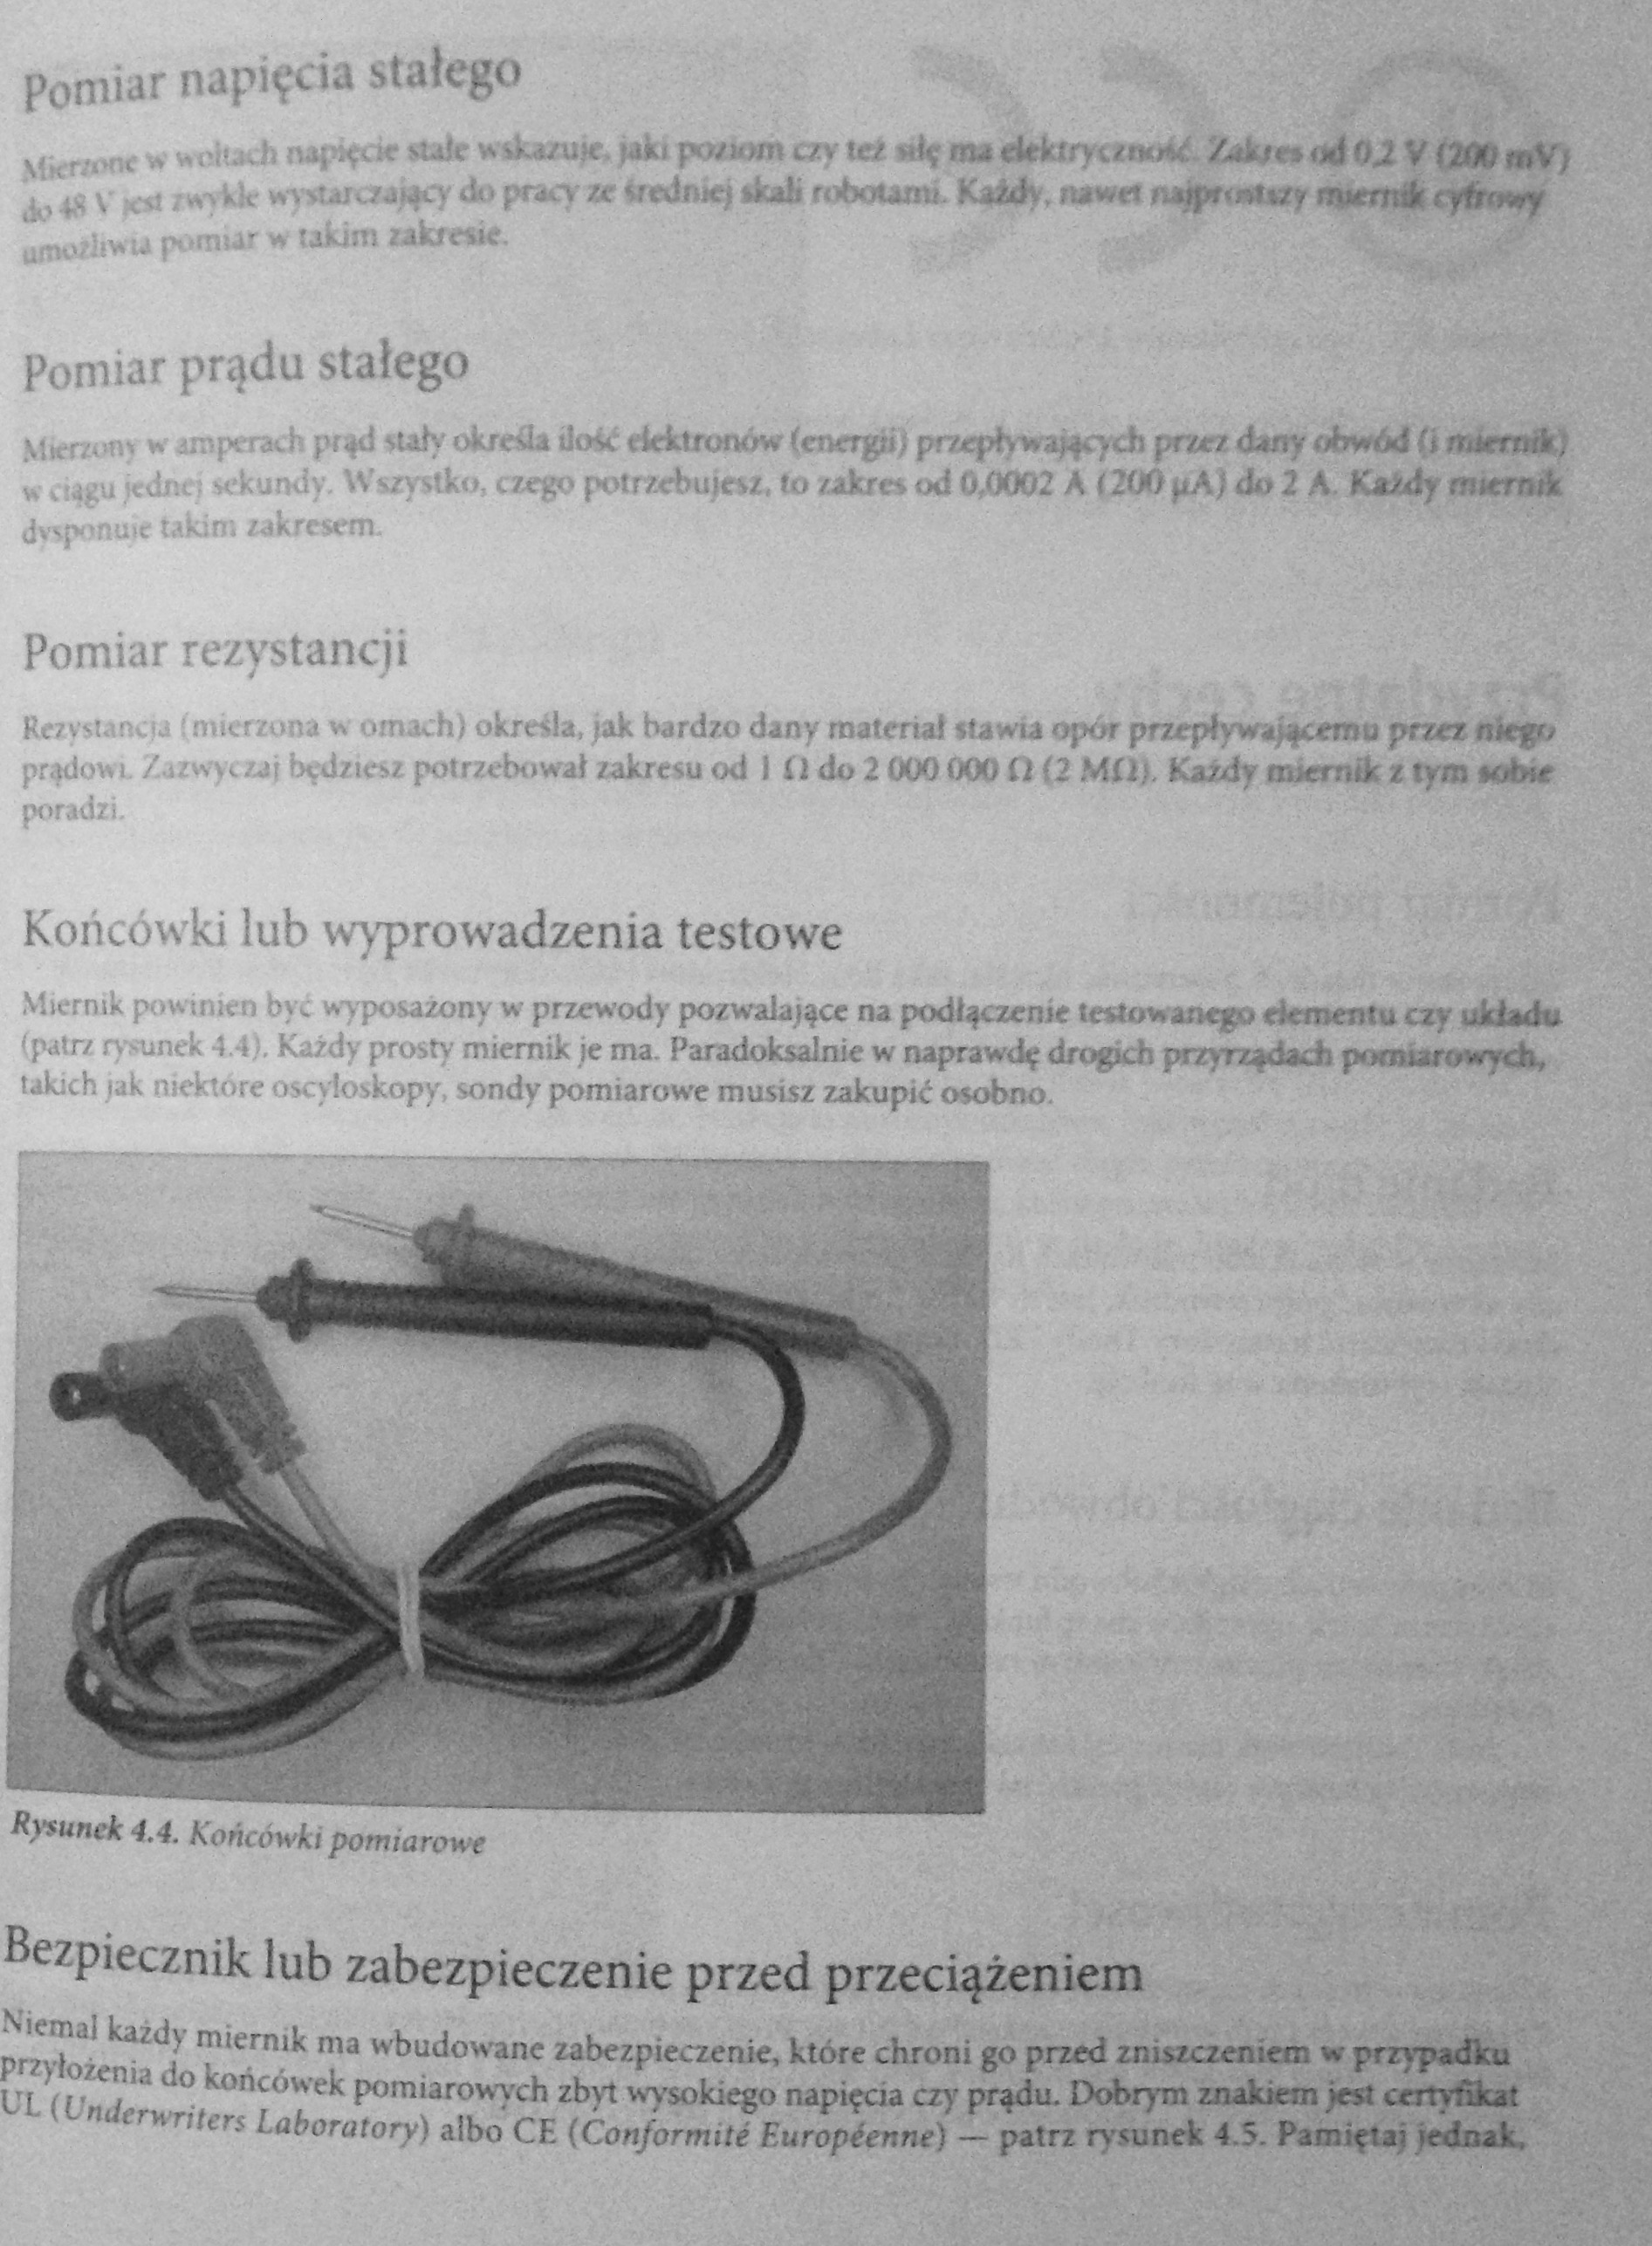 Pomiar napięcia stałego
Mierzone w woltach napięcie stałe wskazuje, jaki poziom czy też siłę ma elektryczność. Zakres od 0,2 V (200 mV)
do 48 V jest zwykle wystarczający do pracy ze średniej skali robotami. Każdy, nawet najprostszy miernik cyfrowy
umożliwia pomiar w takim zakresie.
Pomiar prądu stałego
Mierzony w amperach prąd stały określa ilość elektronów (energii) przepływających przez dany obwód (i miernik)
w ciągu jednej sekundy. Wszystko, czego potrzebujesz, to zakres od 0,0002 A (200 µA) do 2 A. Każdy miernik
dysponuje takim zakresem.
Pomiar rezystancji
Rezystancja (mierzona w omach) określa, jak bardzo dany materiał stawia opór przepływającemu przez niego
prądowi. Zazwyczaj będziesz potrzebował zakresu od 1 Ω do 2 000 000 Ω (2 MΩ). Każdy miernik z tym sobie
poradzi.
Końcówki lub wyprowadzenia testowe
Miernik powinien być wyposażony w przewody pozwalające na podłączenie testowanego elementu czy układu
(patrz rysunek 4.4). Każdy prosty miernik je ma. Paradoksalnie w naprawdę drogich przyrządach pomiarowych,
takich jak niektóre oscyloskopy, sondy pomiarowe musisz zakupić osobno.
Rysunek 4.4. Końcówki pomiarowe
Bezpiecznik lub zabezpieczenie przed przeciążeniem
Niemal każdy miernik ma wbudowane zabezpieczenie, które chroni go przed zniszczeniem w przypadku
przyłożenia do końcówek pomiarowych zbyt wysokiego napięcia czy prądu. Dobrym znakiem jest certyfikat
UL (Underwriters Laboratory) albo CE (Conformité Européenne) — patrz rysunek 4.5. Pamiętaj jednak,